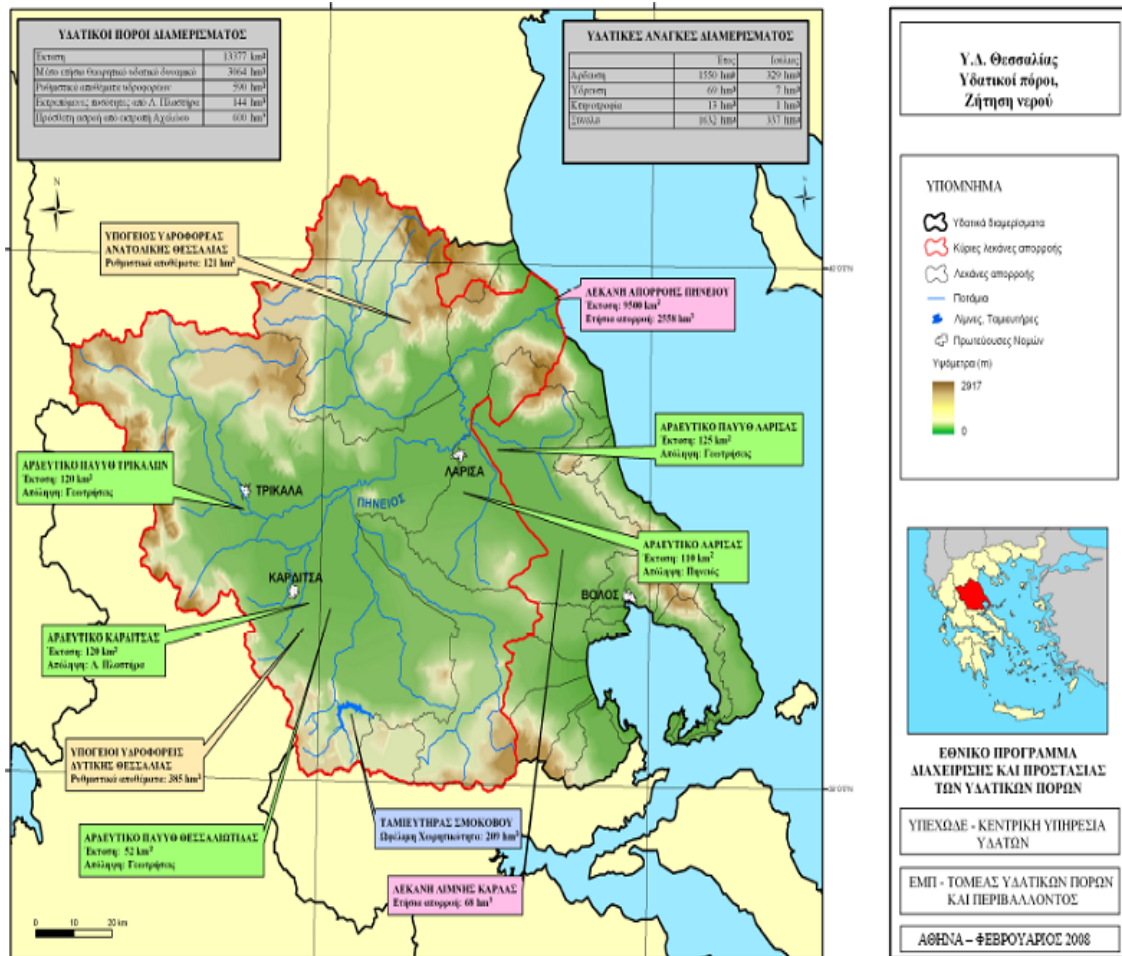 ΥΔΑΤΙΚΟΙ ΠΟΡΟΙ ΔΙΑΜΕΡΙΣΜΑΤΟΣ
Έκταση 13377 km²
Μέσο ετήσιο θεωρητικό υδατικό δυναμικό 3064 hm³
Ρυθμιστικά αποθέματα υδροφορέων 590 hm³
Εκτρεπόμενες ποσότητες από Λ. Πλαστήρα 144 hm³
Πρόσθετη εισροή από εκτροπή Αχελώου 600 hm³
ΥΔΑΤΙΚΕΣ ΑΝΑΓΚΕΣ ΔΙΑΜΕΡΙΣΜΑΤΟΣ
Έτος Ιούλιος
Άρδευση 1550 hm³ 329 hm³
Ύδρευση 69 hm³ 7 hm³
Κτηνοτροφία 13 hm³ 1 hm³
Σύνολο 1632 hm³ 337 hm³
N
N
ΥΠΟΓΕΙΟΣ ΥΔΡΟΦΟΡΕΑΣ
ΑΝΑΤΟΛΙΚΗΣ ΘΕΣΣΑΛΙΑΣ
Ρυθμιστικά αποθέματα: 121 hm³
ΛΕΚΑΝΗ ΑΠΟΡΡΟΗΣ ΠΗΝΕΙΟΥ
Έκταση: 9500 km²
Ετήσια απορροή: 2558 hm³
ΑΡΔΕΥΤΙΚΟ ΠΑΥΥΘ ΛΑΡΙΣΑΣ
Έκταση: 125 km²
Απόληψη: Γεωτρήσεις
ΑΡΔΕΥΤΙΚΟ ΠΑΥΥΘ ΤΡΙΚΑΛΩΝ
Έκταση: 120 km²
Απόληψη: Γεωτρήσεις
ΛΑΡΙΣΑ
ΤΡΙΚΑΛΑ
ΠΗΝΕΙΟΣ
ΑΡΔΕΥΤΙΚΟ ΛΑΡΙΣΑΣ
Έκταση: 110 km²
Απόληψη: Πηνειός
ΚΑΡΔΙΤΣΑ
ΒΟΛΟΣ
ΑΡΔΕΥΤΙΚΟ ΚΑΡΔΙΤΣΑΣ
Έκταση: 120 km²
Απόληψη: Λ. Πλαστήρα
ΥΠΟΓΕΙΟΙ ΥΔΡΟΦΟΡΕΙΣ
ΔΥΤΙΚΗΣ ΘΕΣΣΑΛΙΑΣ
Ρυθμιστικά αποθέματα: 385 hm³
ΑΡΔΕΥΤΙΚΟ ΠΑΥΥΘ ΘΕΣΣΑΛΙΩΤΙΔΑΣ
Έκταση: 52 km²
Απόληψη: Γεωτρήσεις
ΤΑΜΙΕΥΤΗΡΑΣ ΣΜΟΚΟΒΟΥ
Ωφέλιμη Χωρητικότητα: 209 hm³
ΛΕΚΑΝΗ ΛΙΜΝΗΣ ΚΑΡΛΑΣ
Ετήσια απορροή: 68 hm³
0 10 20 km
Υ.Δ. Θεσσαλίας
Υδατικοί πόροι,
Ζήτηση νερού
ΥΠΟΜΝΗΜΑ
Υδατικά διαμερίσματα
Κύριες λεκάνες απορροής
Λεκάνες απορροής
Ποτάμια
Λίμνες, Ταμιευτήρες
Πρωτεύουσες Νομών
Υψόμετρα (m)
2917
0
ΕΘΝΙΚΟ ΠΡΟΓΡΑΜΜΑ
ΔΙΑΧΕΙΡΙΣΗΣ ΚΑΙ ΠΡΟΣΤΑΣΙΑΣ
ΤΩΝ ΥΔΑΤΙΚΩΝ ΠΟΡΩΝ
ΥΠΕΧΩΔΕ - ΚΕΝΤΡΙΚΗ ΥΠΗΡΕΣΙΑ
ΥΔΑΤΩΝ
ΕΜΠ - ΤΟΜΕΑΣ ΥΔΑΤΙΚΩΝ ΠΟΡΩΝ
ΚΑΙ ΠΕΡΙΒΑΛΛΟΝΤΟΣ
ΑΘΗΝΑ – ΦΕΒΡΟΥΑΡΙΟΣ 2008